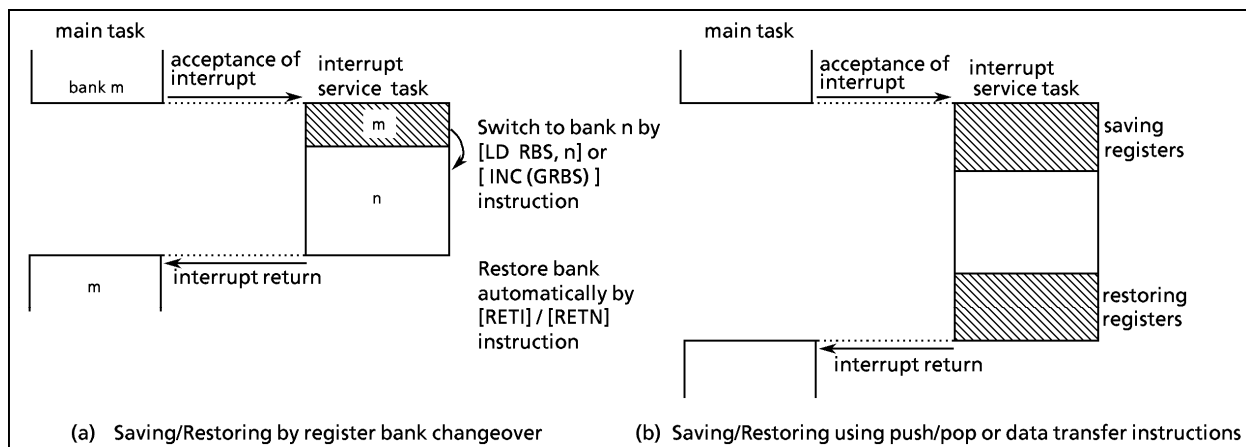 main task
bank m
acceptance of
interrupt
interrupt
service task
m
Switch to bank n by
[LD RBS, n] or
[ INC (GRBS) ]
instruction
n
interrupt return
m
Restore bank
automatically by
[RETI] / [RETN]
instruction
(a) Saving/Restoring by register bank changeover
main task
acceptance of
interrupt
interrupt
service task
saving
registers
restoring
registers
interrupt return
(b) Saving/Restoring using push/pop or data transfer instructions